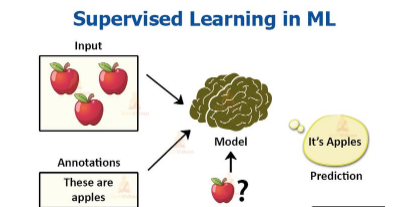 Supervised Learning in ML
Input
Annotations
These are
apples
Model
?
It's Apples
Prediction